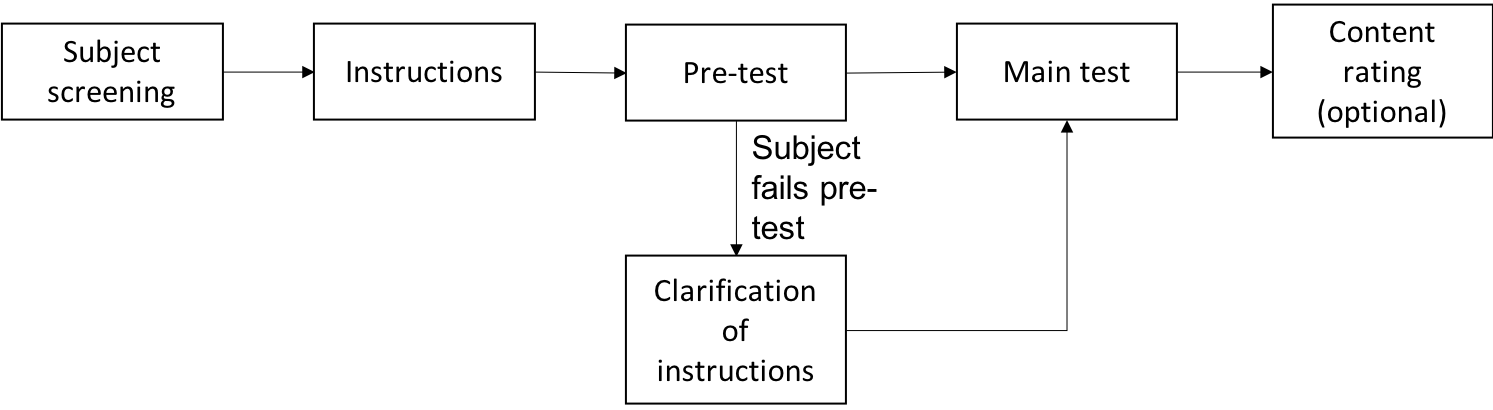 Subject
screening
Instructions
Pre-test
Main test
Content
rating
(optional)
Subject
fails pre-
test
Clarification
of
instructions